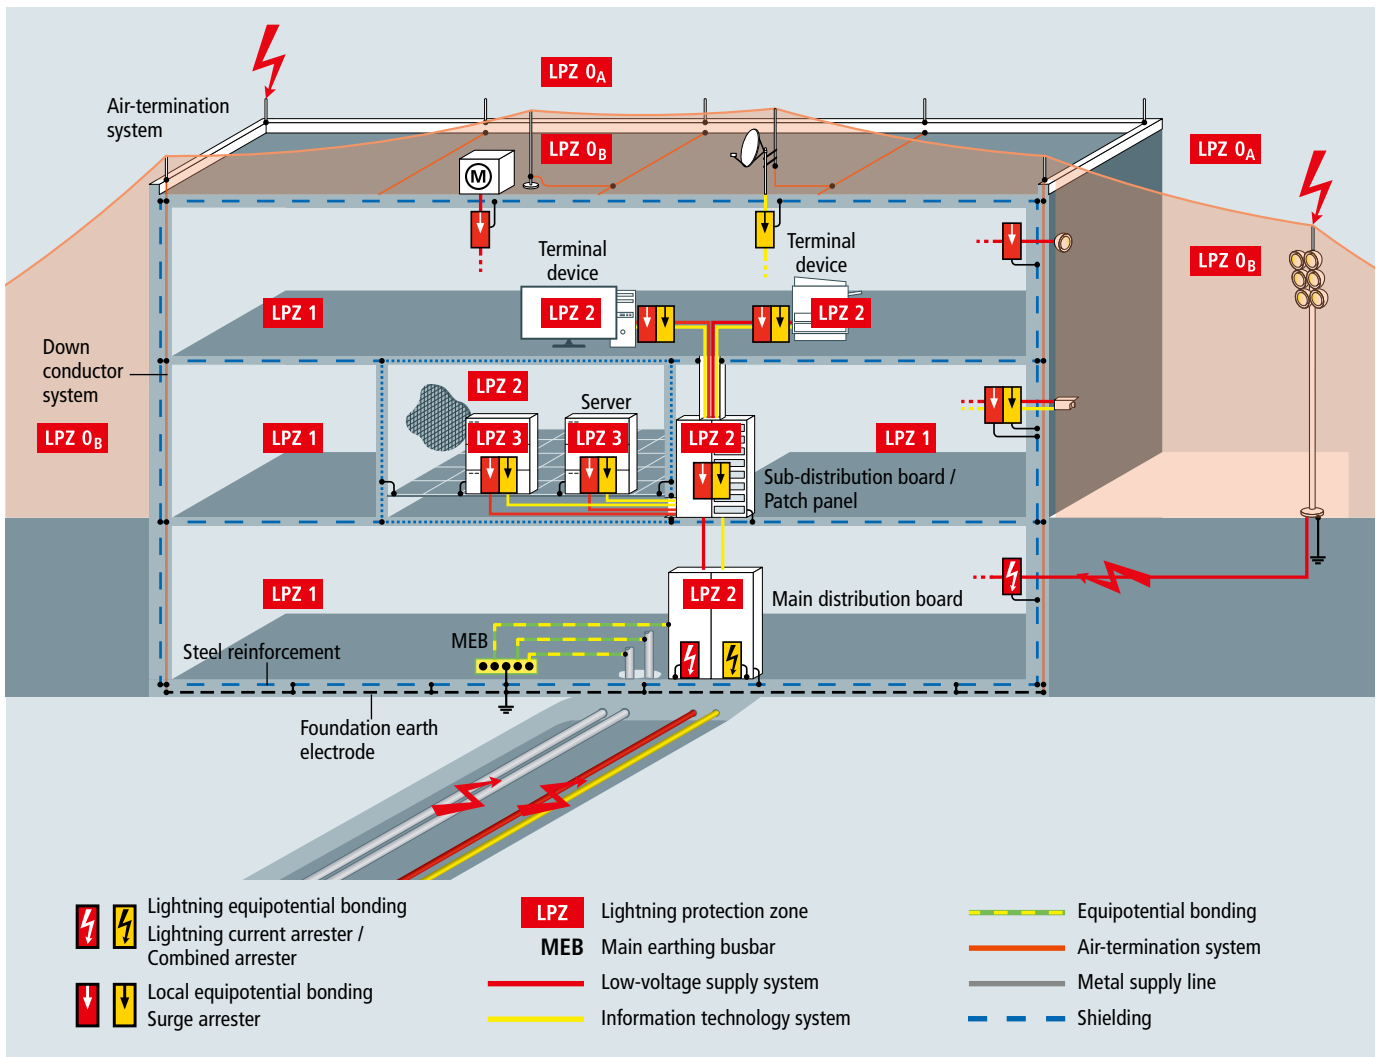 LPZ 0A
Air-termination
system
LPZ 0B
LPZ 0A
M
Terminal
device
Terminal
device
LPZ 0B
LPZ 1
LPZ 2
LPZ 2
Down
conductor
system
LPZ 2
Server
LPZ 0B
LPZ 1
LPZ 3
LPZ 3
LPZ 2
LPZ 1
Sub-distribution board /
Patch panel
LPZ 1
LPZ 2
Main distribution board
MEB
Steel reinforcement
Foundation earth
electrode
Lightning equipotential bonding
Lightning current arrester /
Combined arrester
Local equipotential bonding
Surge arrester
LPZ Lightning protection zone
MEB Main earthing busbar
Low-voltage supply system
Information technology system
Equipotential bonding
Air-termination system
Metal supply line
Shielding